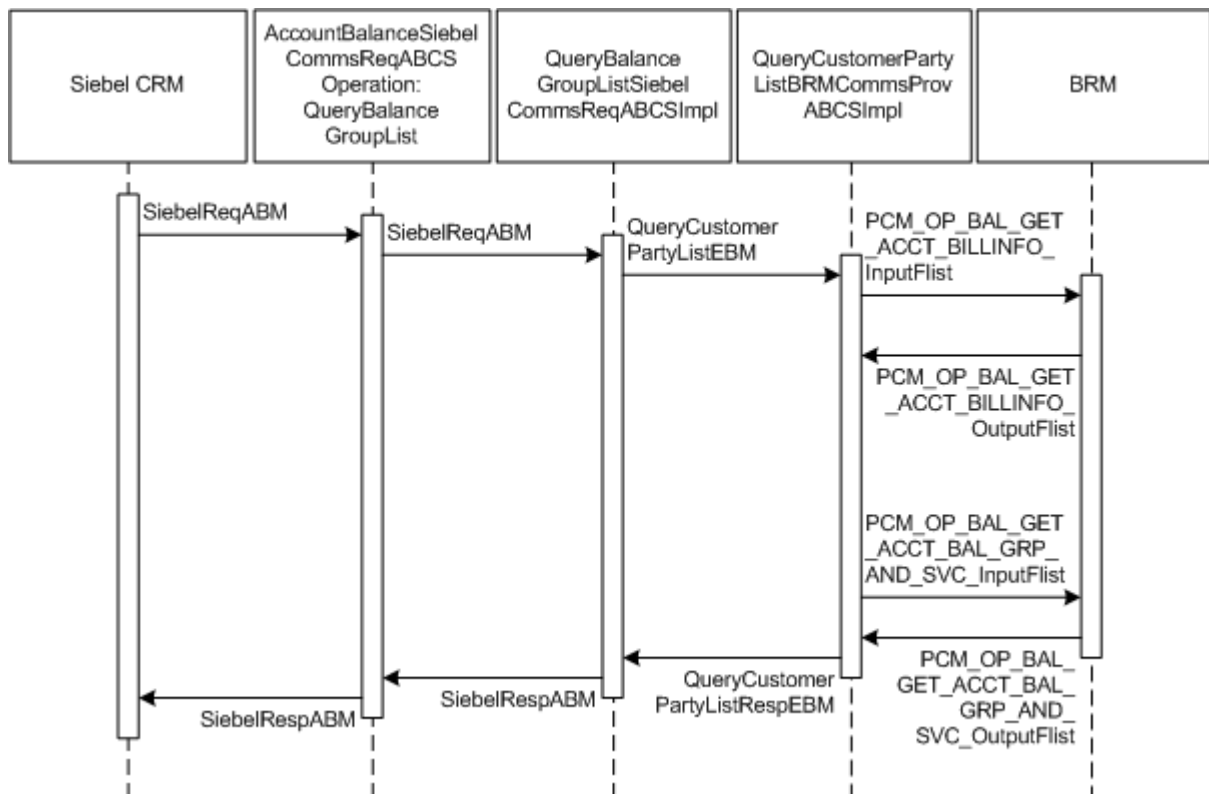 Siebel CRM
AccountBalanceSiebel
CommsReqABCS
Operation:
QueryBalance
GroupList
QueryBalance
GroupListSiebel
CommsReqABCSImpl
QueryCustomerParty
ListBRMCommsProv
ABCSImpl
BRM
SiebelReqABM
SiebelReqABM
QueryCustomer
PartyListEBM
PCM_OP_BAL_GET
_ACCT_BILLINFO_
InputFlist
PCM_OP_BAL_GET
_ACCT_BILLINFO_
OutputFlist
PCM_OP_BAL_GET
_ACCT_BAL_GRP_
AND_SVC_InputFlist
PCM_OP_BAL_
GET_ACCT_BAL_
GRP_AND_
SVC_OutputFlist
QueryCustomer
PartyListRespEBM
SiebelRespABM
SiebelRespABM